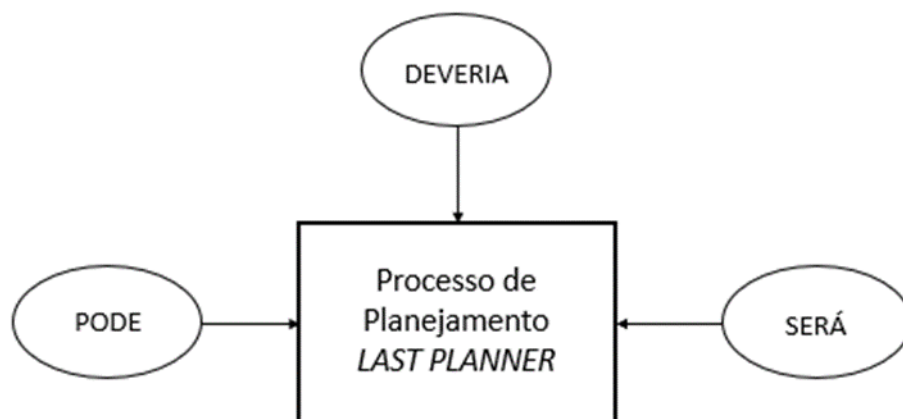 DEVERIA
PODE
Processo de
Planejamento
LAST PLANNER
SERÁ